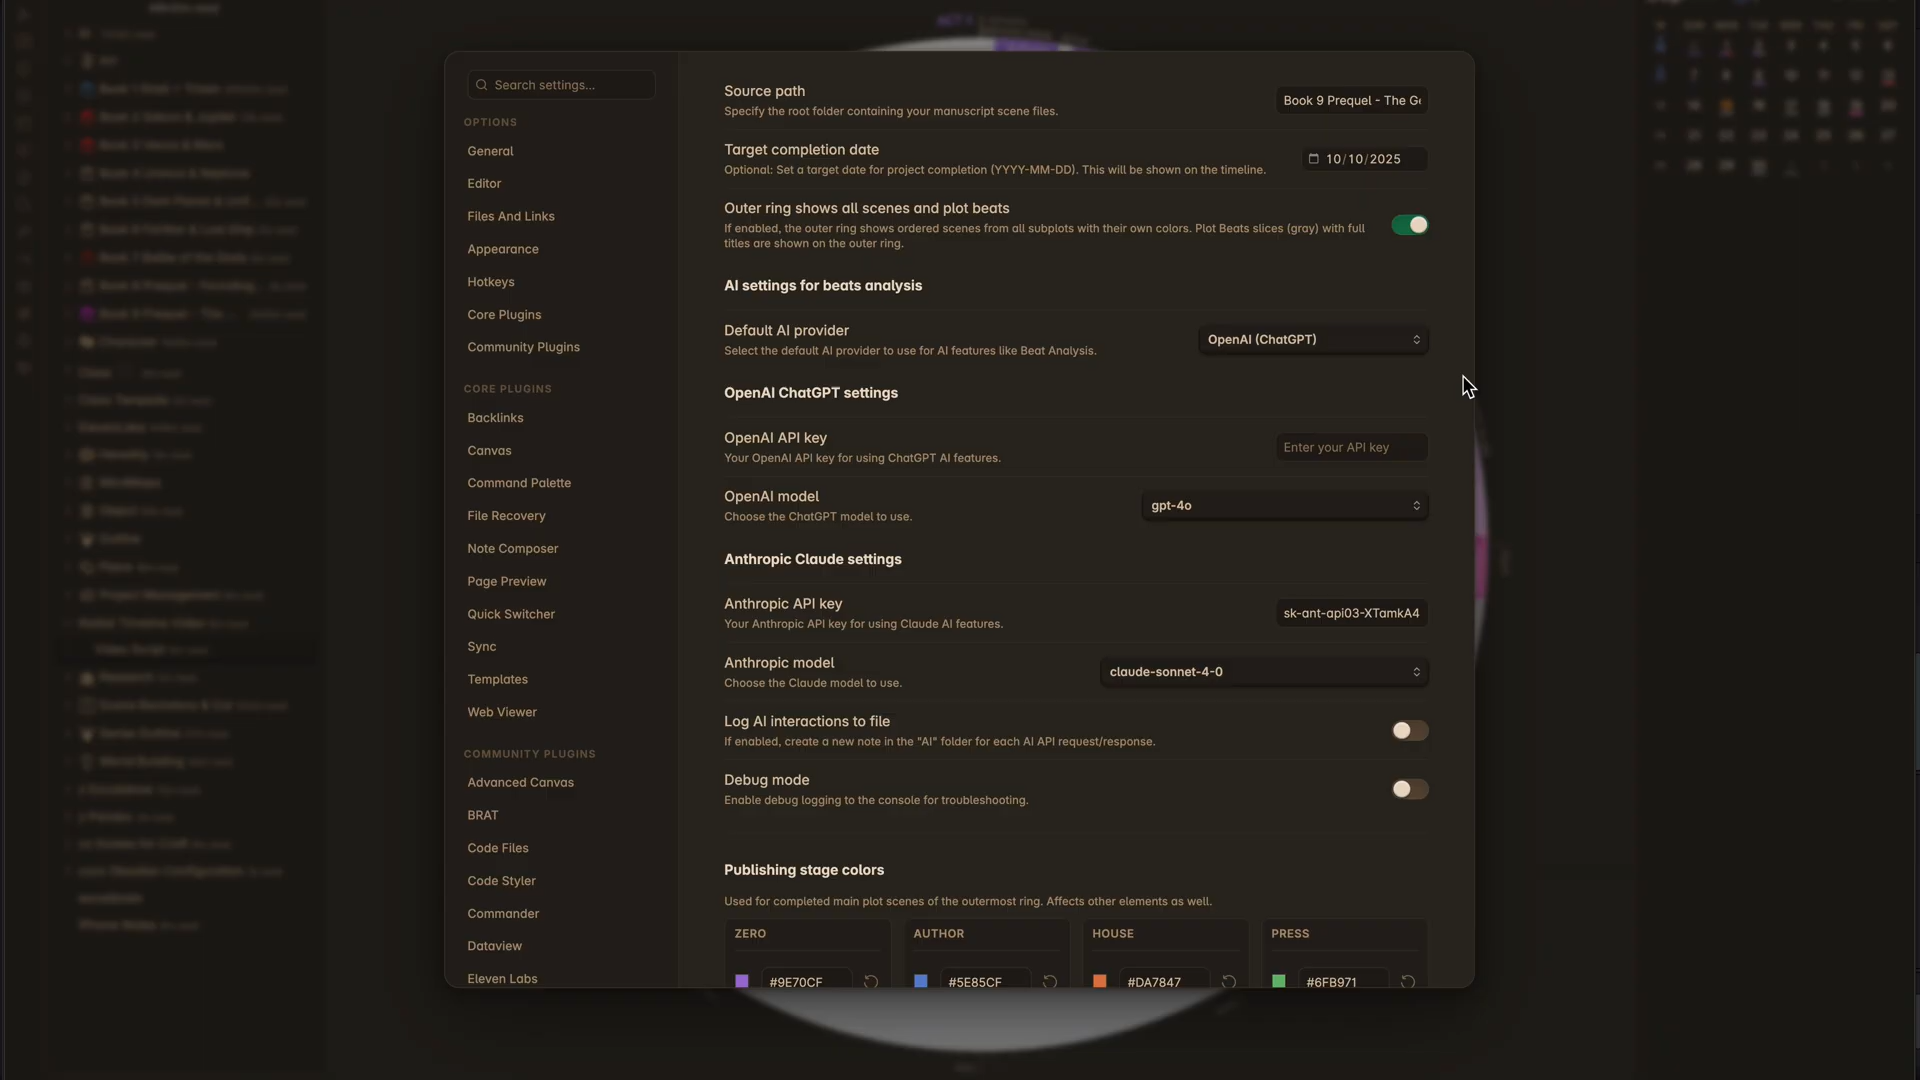 Search settings...
OPTIONS
General
Editor
Files And Links
Appearance
Hotkeys
Core Plugins
Community Plugins
CORE PLUGINS
Backlinks
Canvas
Command Palette
File Recovery
Note Composer
Page Preview
Quick Switcher
Sync
Templates
Web Viewer
COMMUNITY PLUGINS
Advanced Canvas
BRAT
Code Files
Code Styler
Commander
Dataview
Eleven Labs
Source path
Specify the root folder containing your manuscript scene files.
Book 9 Prequel - The Ge
Target completion date
Optional: Set a target date for project completion (YYYY-MM-DD). This will be shown on the timeline.
10/10/2025
Outer ring shows all scenes and plot beats
If enabled, the outer ring shows ordered scenes from all subplots with their own colors. Plot Beats slices (gray) with full
titles are shown on the outer ring.
AI settings for beats analysis
Default AI provider
Select the default AI provider to use for AI features like Beat Analysis.
OpenAI (ChatGPT)
OpenAI ChatGPT settings
OpenAI API key
Your OpenAI API key for using ChatGPT AI features.
Enter your API key
OpenAI model
Choose the ChatGPT model to use.
gpt-4o
Anthropic Claude settings
Anthropic API key
Your Anthropic API key for using Claude AI features.
sk-ant-api03-XTamkA4
Anthropic model
Choose the Claude model to use.
claude-sonnet-4-0
Log AI interactions to file
If enabled, create a new note in the "AI" folder for each AI API request/response.
Debug mode
Enable debug logging to the console for troubleshooting.
Publishing stage colors
Used for completed main plot scenes of the outermost ring. Affects other elements as well.
ZERO AUTHOR HOUSE PRESS
#9E70CF #5E85CF #DA7847 #6FB971